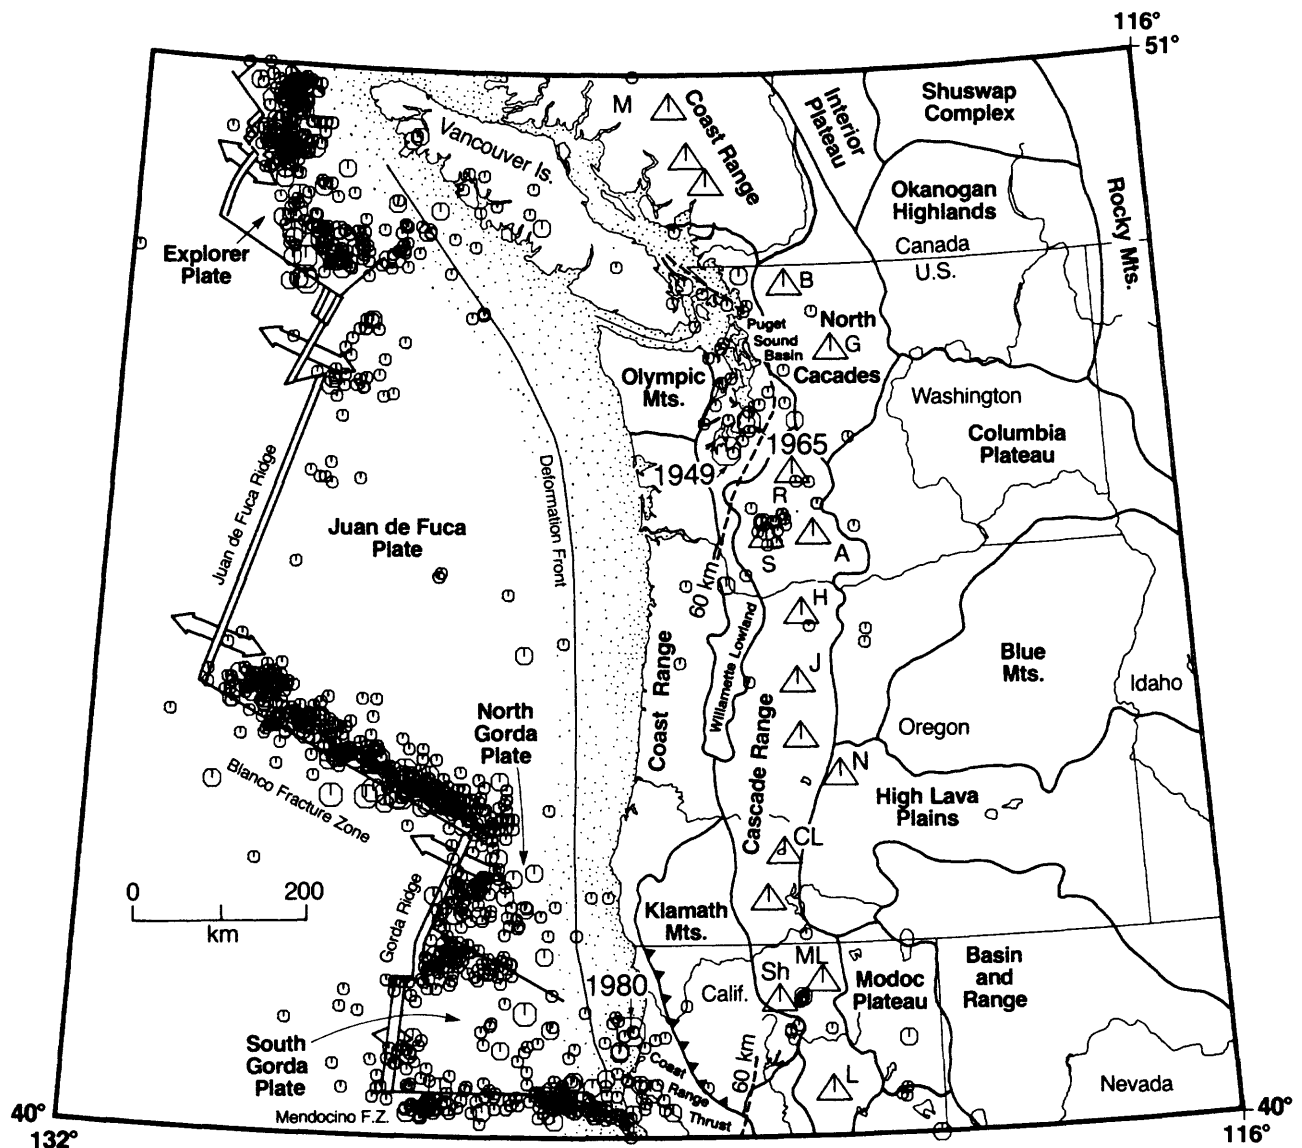 116°
51°
M
Coast Range
Interior
Plateau
Shuswap
Complex
Vancouver Is.
Okanogan
Highlands
Rocky Mts.
Canada
U.S.
Explorer
Plate
B
Puget
Sound
Basin
North
Cacades
G
Olympic
Mts.
Washington
Columbia
Plateau
1965
1949
R
Juan de Fuca Ridge
Deformation Front
Juan de Fuca
Plate
S
A
60 km
H
Willamette Lowland
Coast Range
J
Blue
Mts.
Idaho
Cascade Range
Oregon
North
Gorda
Plate
N
High Lava
Plains
Blanco Fracture Zone
CL
0 200
km
Gorda Ridge
Klamath
Mts.
ML
Sh
Calif.
Modoc
Plateau
Basin
and
Range
1980
South
Gorda
Plate
Coast
Range
Thrust
60 km
L
Nevada
Mendocino F.Z.
40°
132°
40°
116°